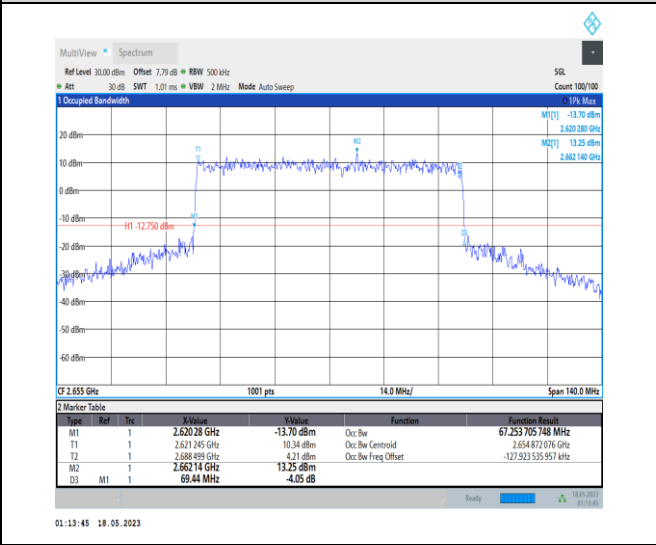 MultiView Spectrum
Ref Level 30.00 dBm Offset 7.79 dB RBW 500 kHz SGL
Att 30 dB SWT 1.01 ms VBW 2 MHz Mode Auto Sweep Count 100/100
1 Occupied Bandwidth 1Pk Max
M1[1] -13.70 dBm
2.620 280 GHz
M2[1] 13.25 dBm
2.662 140 GHz
20 dBm
T1
M2
10 dBm
0 dBm
-10 dBm
M1
H1 -12.750 dBm
-20 dBm
-30 dBm
-40 dBm
-50 dBm
-60 dBm
CF 2.655 GHz 1001 pts 14.0 MHz/ Span 140.0 MHz
2 Marker Table
Type Ref Trc X-Value Y-Value Function Function Result
M1 1 2.62028 GHz -13.70 dBm Occ Bw 67.253 705 748 MHz
T1 1 2.621 245 GHz 10.34 dBm Occ Bw Centroid 2.654 872 076 GHz
T2 1 2.688 499 GHz 4.21 dBm Occ Bw Freq Offset -127.923 535 957 kHz
M2 1 2.66214 GHz 13.25 dBm
D3 M1 1 69.44 MHz -4.05 dB
Ready 18.05.2023
01:13:45
01:13:45 18.05.2023